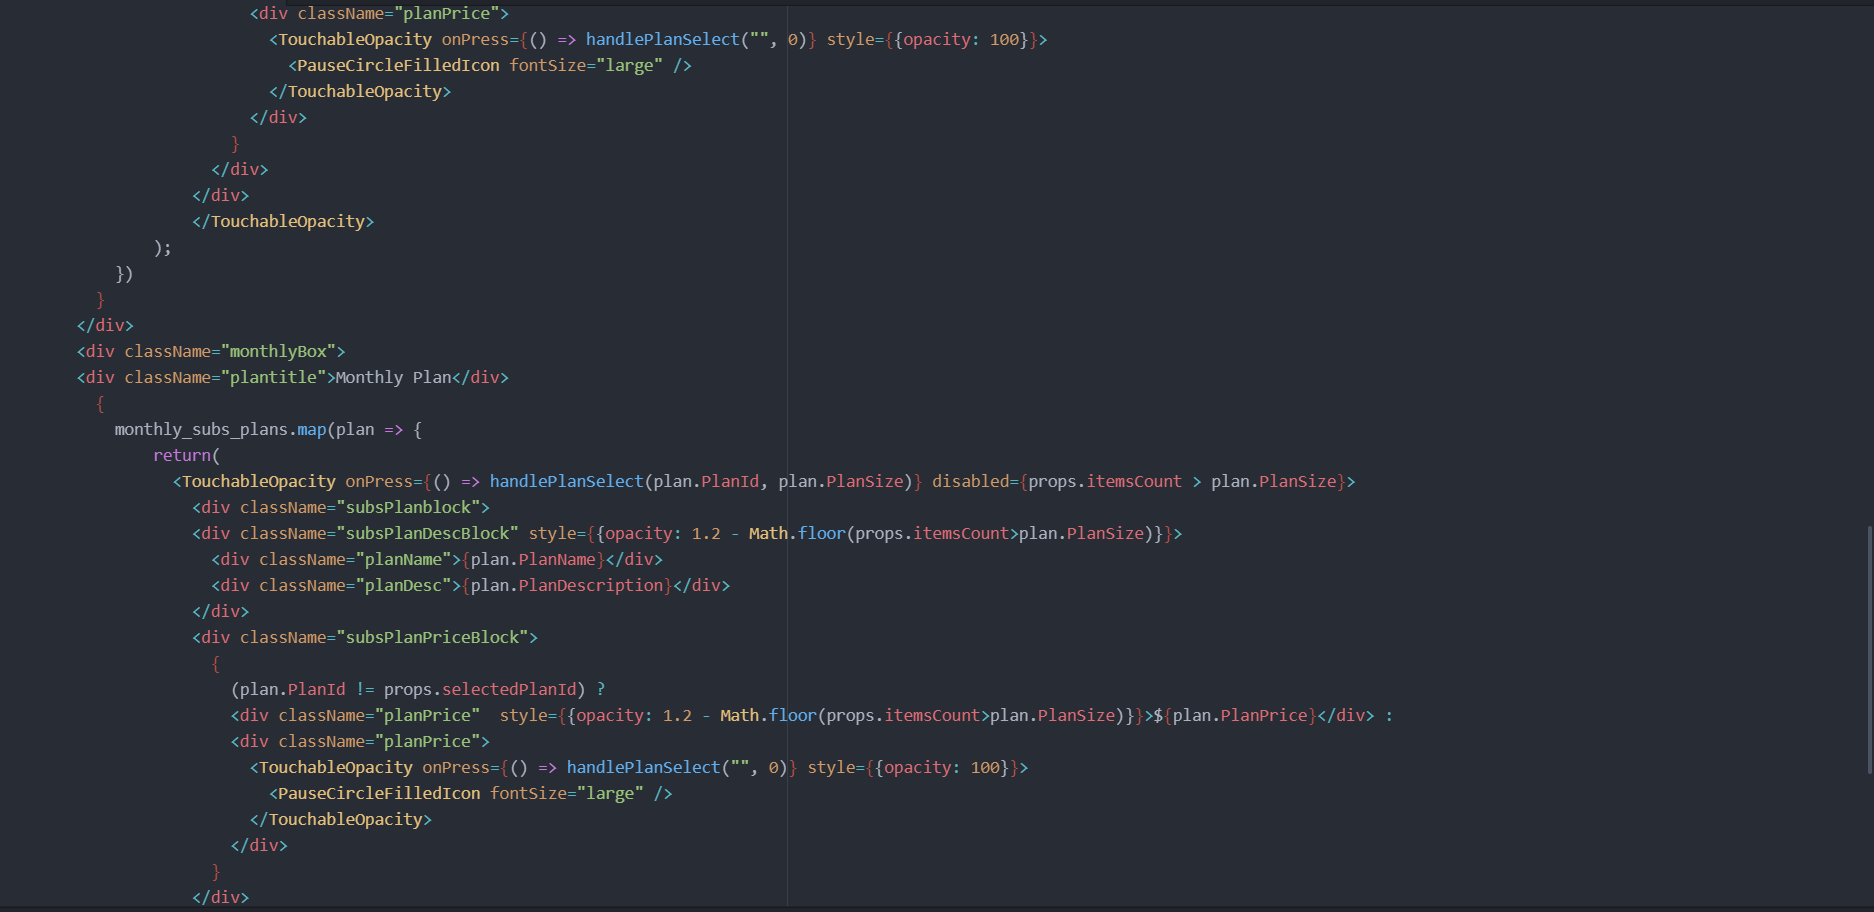 <div className="planPrice">
<TouchableOpacity onPress={() => handlePlanSelect("", 0)} style={{opacity: 100}}>
<PauseCircleFilledIcon fontSize="large" />
</TouchableOpacity>
</div>
}
</div>
</div>
</TouchableOpacity>
);
})
}
</div>
<div className="monthlyBox">
<div className="plantitle">Monthly Plan</div>
{
monthly_subs_plans.map(plan => {
return(
<TouchableOpacity onPress={() => handlePlanSelect(plan.PlanId, plan.PlanSize)} disabled={props.itemsCount > plan.PlanSize}>
<div className="subsPlanblock">
<div className="subsPlanDescBlock" style={{opacity: 1.2 - Math.floor(props.itemsCount>plan.PlanSize)}}>
<div className="planName">{plan.PlanName}</div>
<div className="planDesc">{plan.PlanDescription}</div>
</div>
<div className="subsPlanPriceBlock">
{
(plan.PlanId != props.selectedPlanId) ?
<div className="planPrice"  style={{opacity: 1.2 - Math.floor(props.itemsCount>plan.PlanSize)}}>${plan.PlanPrice}</div> :
<div className="planPrice">
<TouchableOpacity onPress={() => handlePlanSelect("", 0)} style={{opacity: 100}}>
<PauseCircleFilledIcon fontSize="large" />
</TouchableOpacity>
</div>
}
</div>